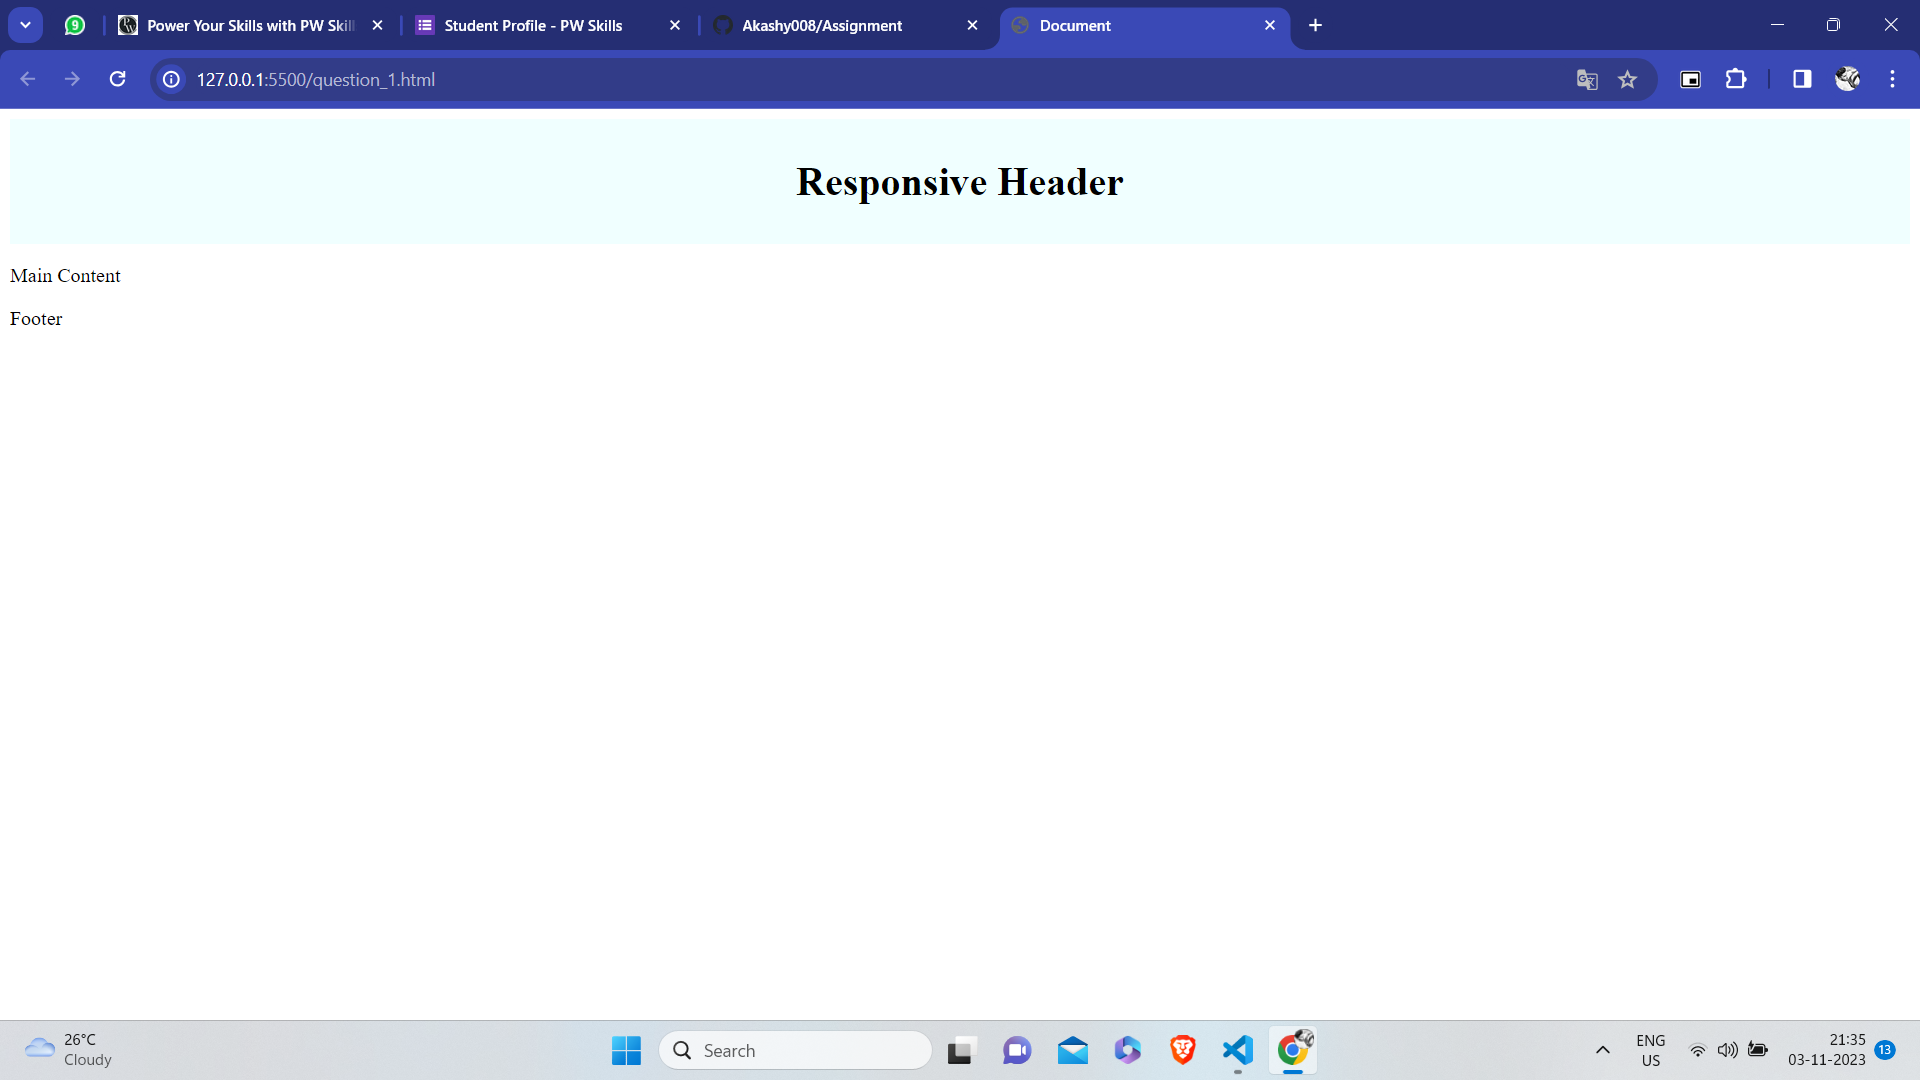 9
Power Your Skills with PW Skill
Student Profile - PW Skills
Akashy008/Assignment
Document
127.0.0.1:5500/question_1.html
Responsive Header
Main Content
Footer
26°C
Cloudy
Search
ENG
US
21:35
03-11-2023
13